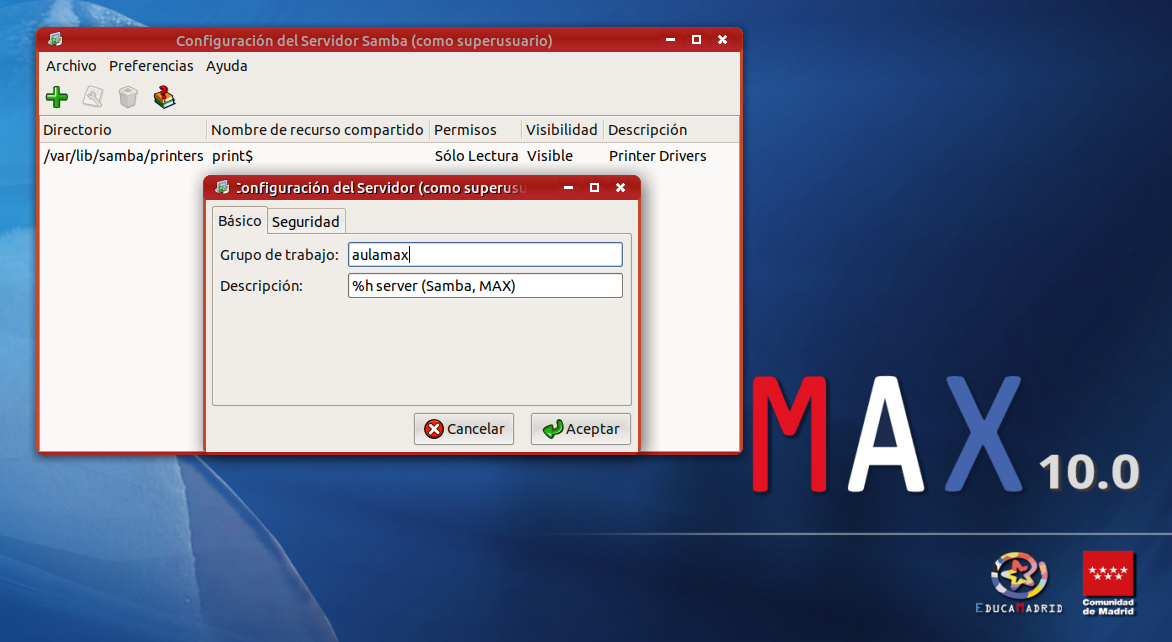 Configuración del Servidor Samba (como superusuario)
Archivo Preferencias Ayuda
Directorio Nombre de recurso compartido Permisos Visibilidad Descripción
/var/lib/samba/printers print$ Sólo Lectura Visible Printer Drivers
Configuración del Servidor (como superusu
Básico Seguridad
Grupo de trabajo: aulamax
Descripción: %h server (Samba, MAX)
Cancelar Aceptar
MAX 10.0
EDUCAMADRID
Comunidad
de Madrid